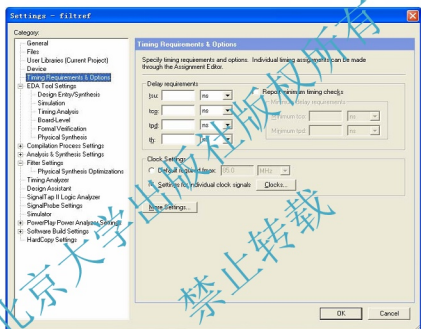 Settings - filtref
Category:
General
Files
User Libraries (Current Project)
Device
Timing Requirements & Options
EDA Tool Settings
Design Entry/Synthesis
Simulation
Timing Analysis
Board-Level
Formal Verification
Physical Synthesis
Compilation Process Settings
Analysis & Synthesis Settings
Fitter Settings
Physical Synthesis Optimizations
Timing Analyzer
Design Assistant
SignalTap II Logic Analyzer
SignalProbe Settings
Simulator
PowerPlay Power Analyzer Settings
Software Build Settings
HardCopy Settings
Timing Requirements & Options
Specify timing requirements and options. Individual timing assignments can be made
through the Assignment Editor.
Delay requirements
tsu: ns
tco: ns
tpd: ns
th: ns
Report minimum timing checks
Minimum delay requirements
Minimum tco: ns
Minimum tpd: ns
Clock Settings
Default required fmax: 85.0 MHz
Settings for individual clock signals Clocks...
More Settings...
OK Cancel
北京大学出版社版权所有
禁止转载